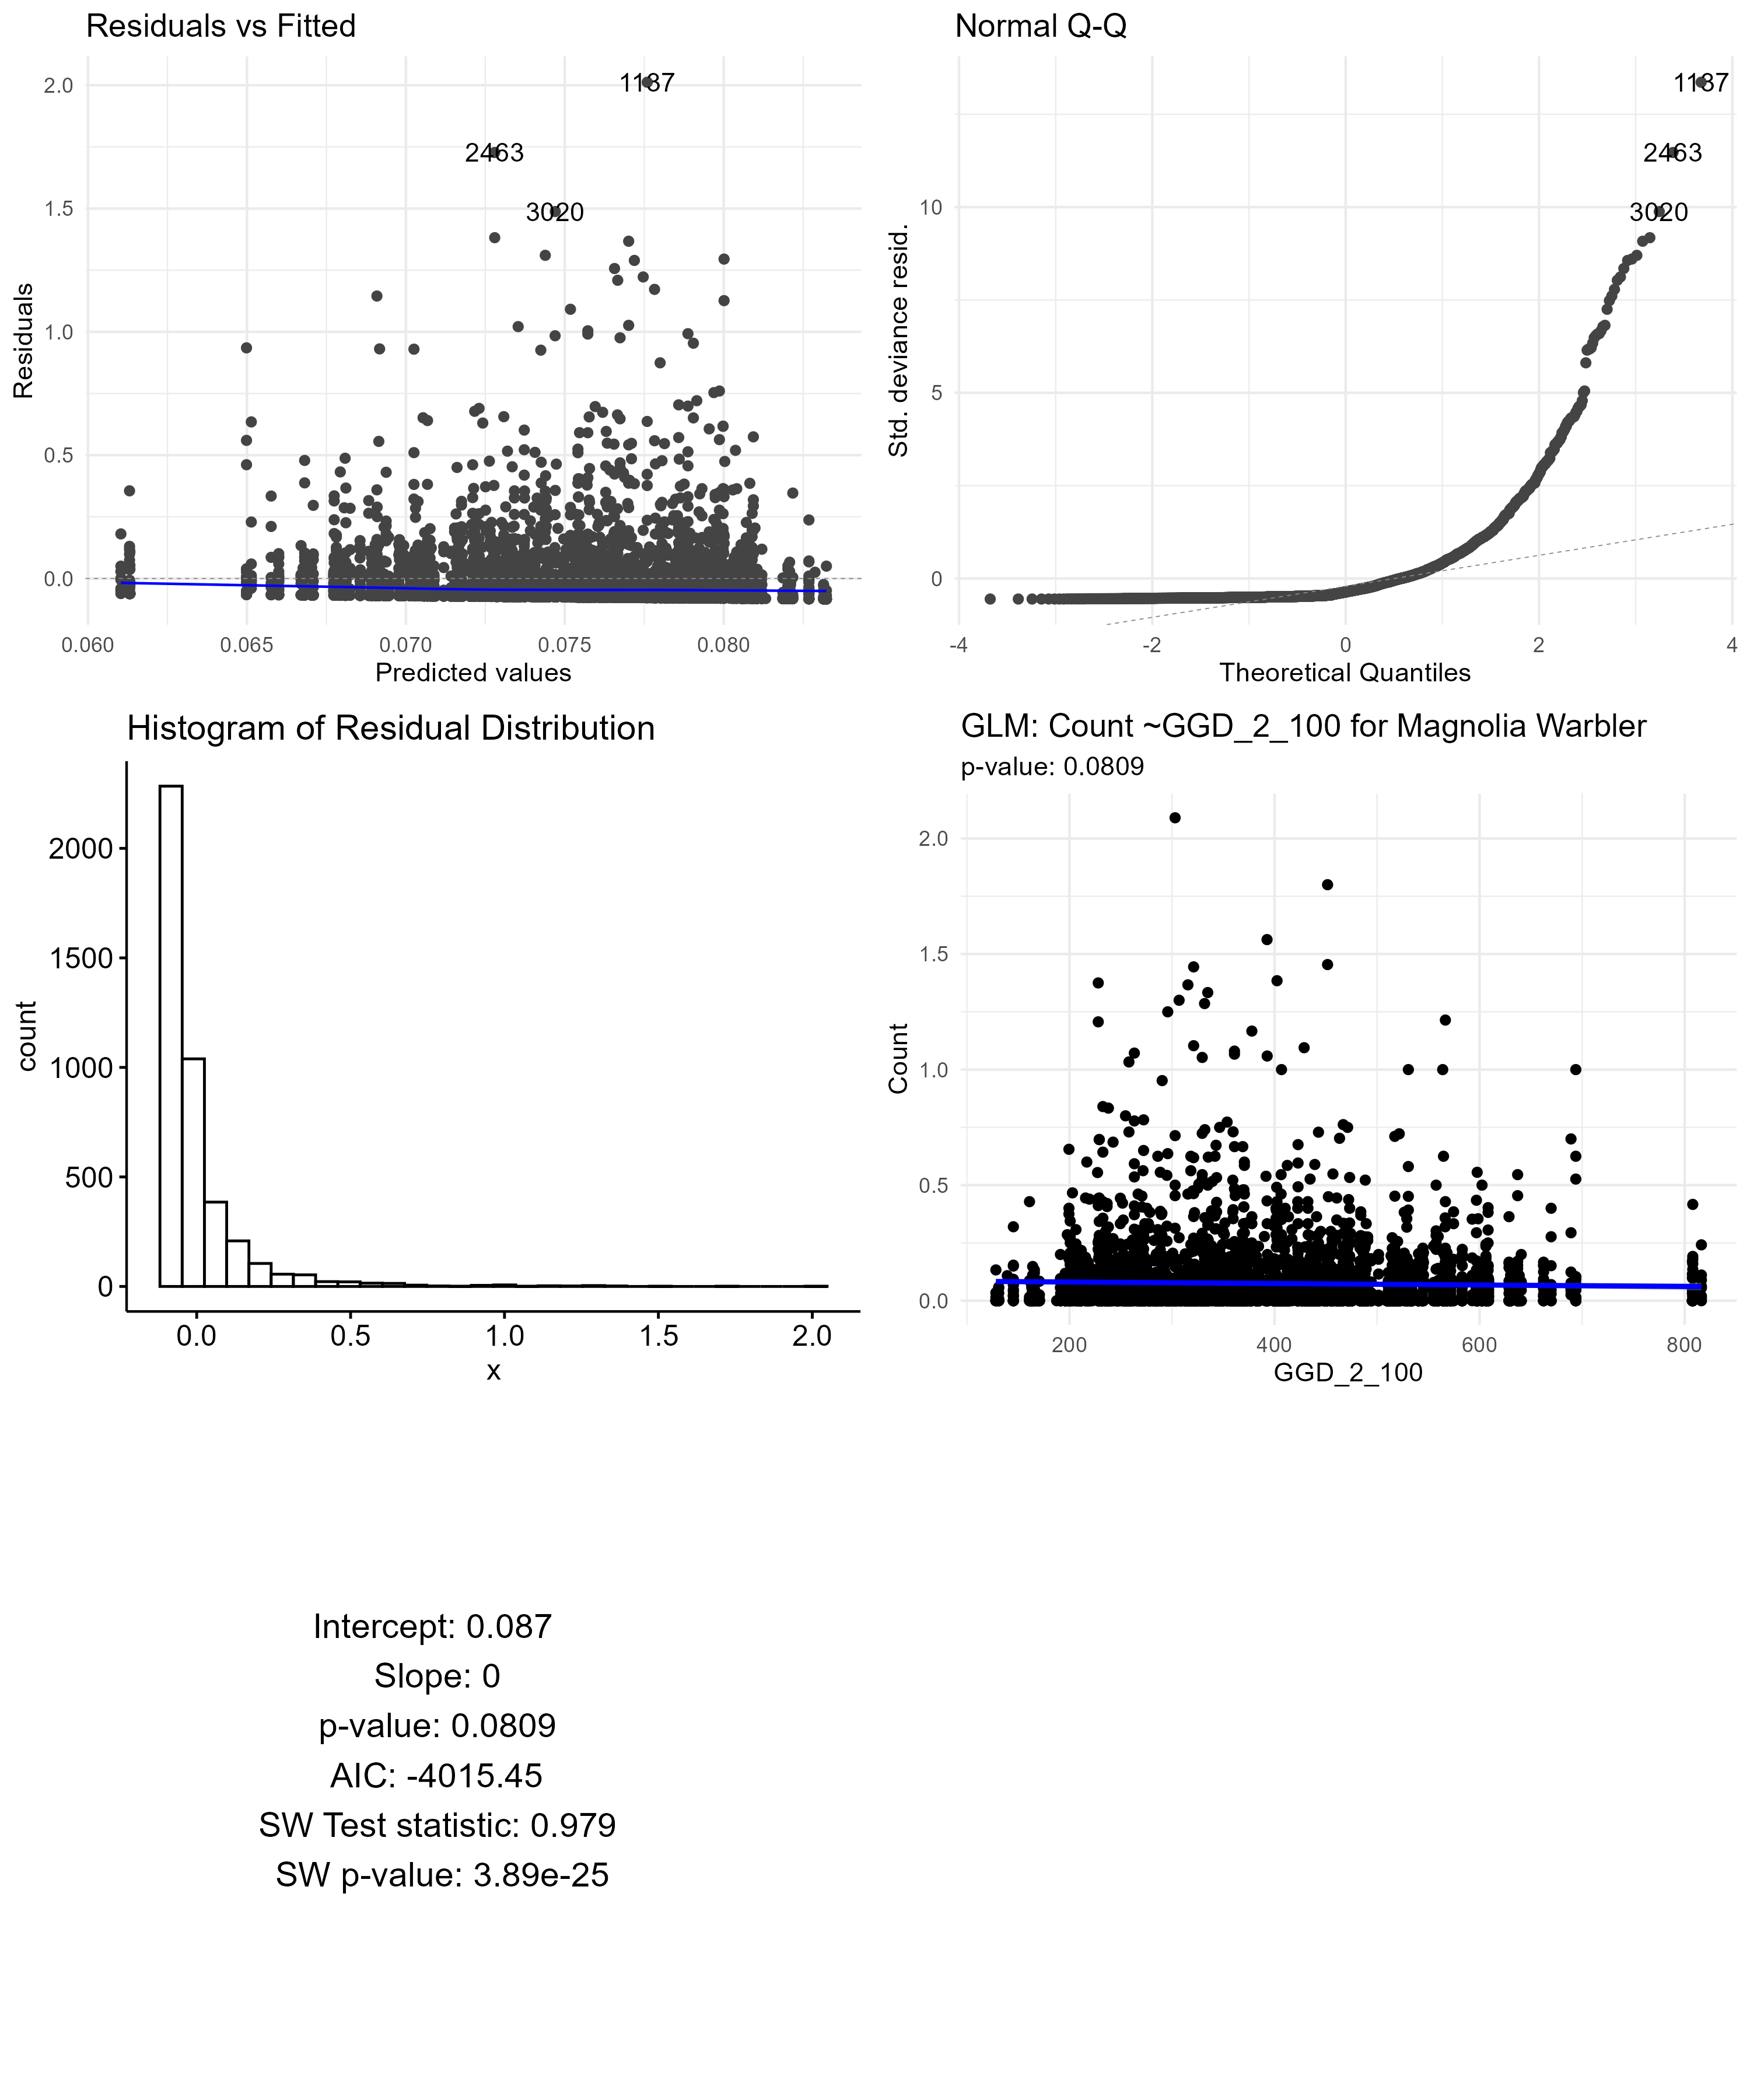 Residuals vs Fitted
Residuals
2.0
1.5
1.0
0.5
0.0
1187
2463
3020
0.060 0.065 0.070 0.075 0.080
Predicted values
Normal Q-Q
Std. deviance resid.
10
5
0
1187
2463
3020
-4 -2 0 2 4
Theoretical Quantiles
Histogram of Residual Distribution
count
2000
1500
1000
500
0
0.0 0.5 1.0 1.5 2.0
x
GLM: Count ~GGD_2_100 for Magnolia Warbler
p-value: 0.0809
Count
2.0
1.5
1.0
0.5
0.0
200 400 600 800
GGD_2_100
Intercept: 0.087
Slope: 0
p-value: 0.0809
AIC: -4015.45
SW Test statistic: 0.979
SW p-value: 3.89e-25